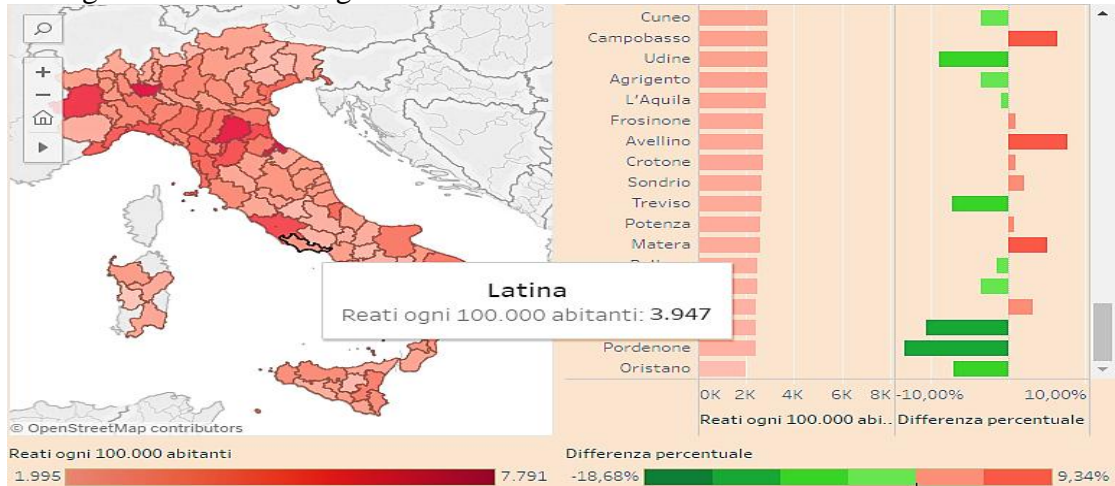 Cuneo
Campobasso
Udine
Agrigento
L'Aquila
Frosinone
Avellino
Crotone
Sondrio
Treviso
Potenza
Matera
Latina
Reati ogni 100.000 abitanti: 3.947
Pordenone
Oristano
0K 2K 4K 6K 8K -10,00% 10,00%
Reati ogni 100.000 abi.. Differenza percentuale
© OpenStreetMap contributors
Reati ogni 100.000 abitanti
1.995 7.791
Differenza percentuale
-18,68% 9,34%